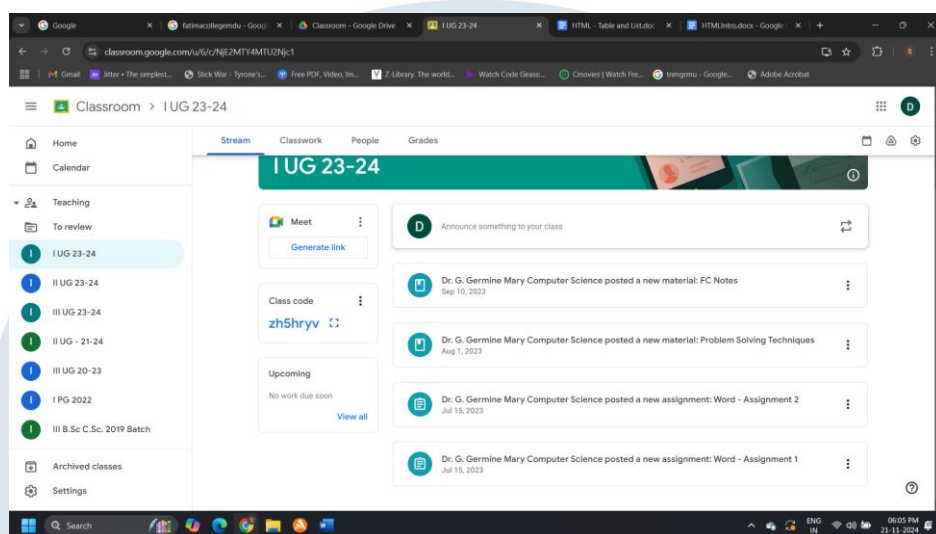 Google
fatimacollegemdu - Goog
Classroom - Google Drive
I UG 23-24
HTML - Table and List.doc
HTMLIntro.docx - Google
classroom.google.com/u/6/c/NjE2MTY4MTU2Njc1
Gmail
Jitter • The simplest...
Stick War - Tyrone's...
Free PDF, Video, Im...
Z-Library. The world...
Watch Code Geass:...
Cmovies | Watch Fre...
tnmgrmu - Google...
Adobe Acrobat
Classroom > I UG 23-24
D
Home
Calendar
Teaching
To review
I I UG 23-24
I II UG 23-24
I III UG 23-24
I II UG - 21-24
I III UG 20-23
I I PG 2022
I III B.Sc C.Sc. 2019 Batch
Archived classes
Settings
Stream Classwork People Grades
I UG 23-24
Meet
Generate link
Class code
zh5hryv
Upcoming
No work due soon
View all
D Announce something to your class
Dr. G. Germine Mary Computer Science posted a new material: FC Notes
Sep 10, 2023
Dr. G. Germine Mary Computer Science posted a new material: Problem Solving Techniques
Aug 1, 2023
Dr. G. Germine Mary Computer Science posted a new assignment: Word - Assignment 2
Jul 15, 2023
Dr. G. Germine Mary Computer Science posted a new assignment: Word - Assignment 1
Jul 15, 2023
Search
ENG
IN
06:05 PM
21-11-2024